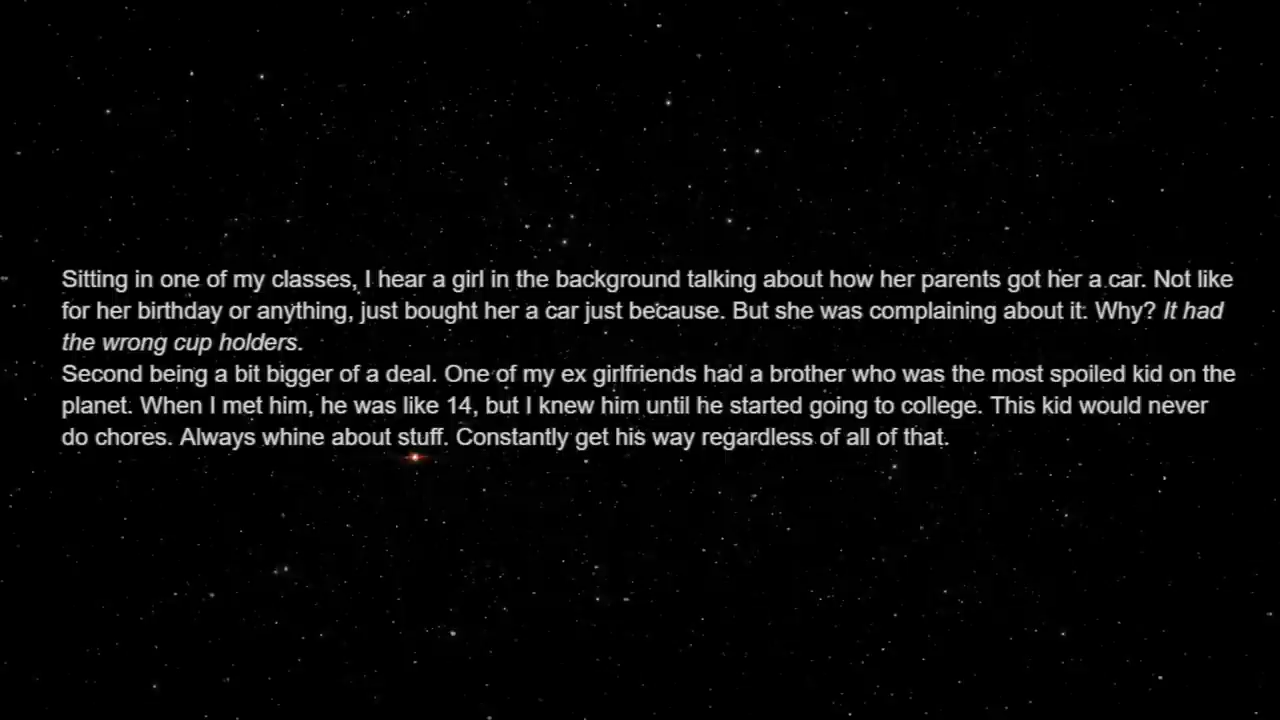 Sitting in one of my classes, I hear a girl in the background talking about how her parents got her a car. Not like
for her birthday or anything, just bought her a car just because. But she was complaining about it. Why? It had
the wrong cup holders.
Second being a bit bigger of a deal. One of my ex girlfriends had a brother who was the most spoiled kid on the
planet. When I met him, he was like 14, but I knew him until he started going to college. This kid would never
do chores. Always whine about stuff. Constantly get his way regardless of all of that.